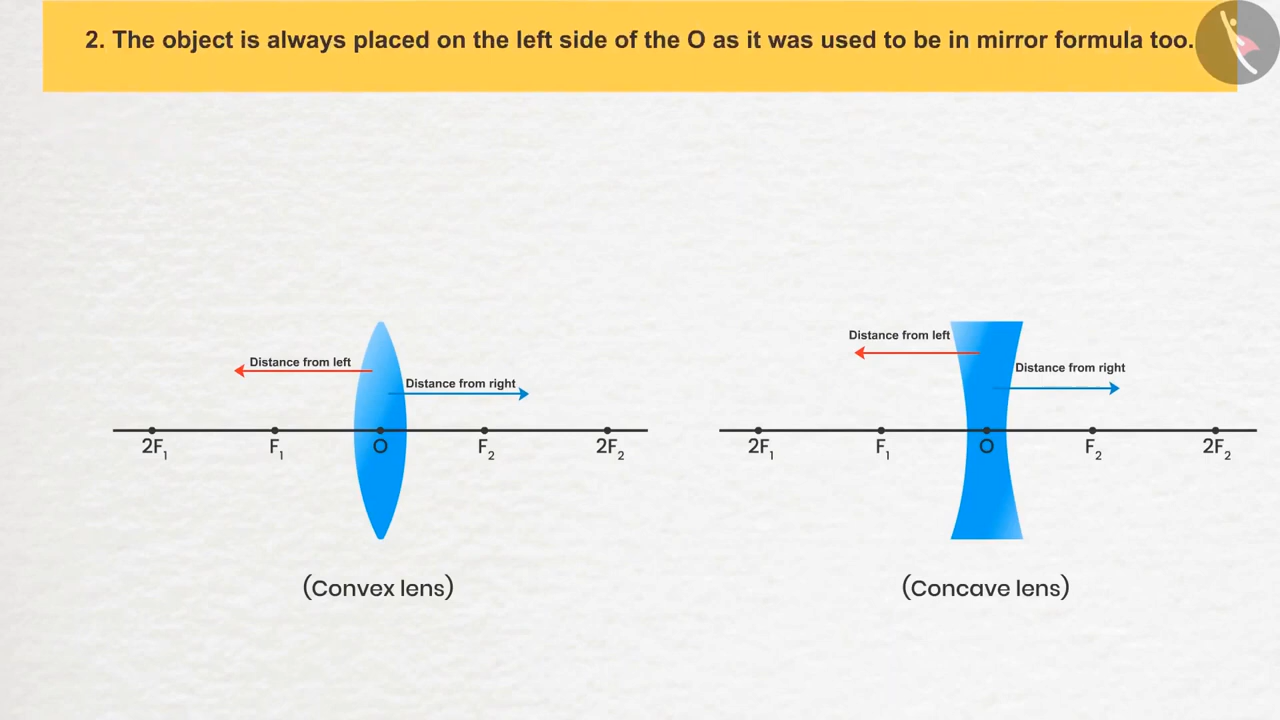 2. The object is always placed on the left side of the O as it was used to be in mirror formula too.
Distance from left
Distance from right
2F₁ F₁ O F₂ 2F₂
(Convex lens)
Distance from left
Distance from right
2F₁ F₁ O F₂ 2F₂
(Concave lens)